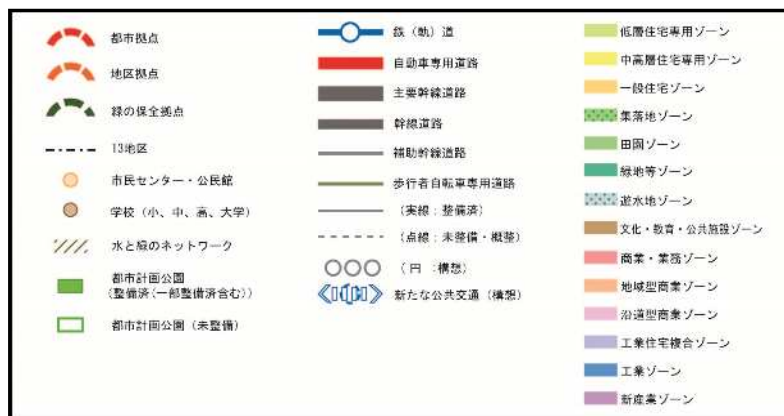 都市拠点
地区拠点
緑の保全拠点
13地区
市民センター・公民館
学校（小、中、高、大学）
水と緑のネットワーク
都市計画公園
（整備済（一部整備済含む））
都市計画公園（未整備）
鉄（軌）道
自動車専用道路
主要幹線道路
幹線道路
補助幹線道路
歩行者自転車専用道路
（実線：整備済）
（点線：未整備・概整）
（円　：構想）
新たな公共交通（構想）
低層住宅専用ゾーン
中高層住宅専用ゾーン
一般住宅ゾーン
集落地ゾーン
田園ゾーン
緑地等ゾーン
遊水地ゾーン
文化・教育・公共施設ゾーン
商業・業務ゾーン
地域型商業ゾーン
沿道型商業ゾーン
工業住宅複合ゾーン
工業ゾーン
新産業ゾーン